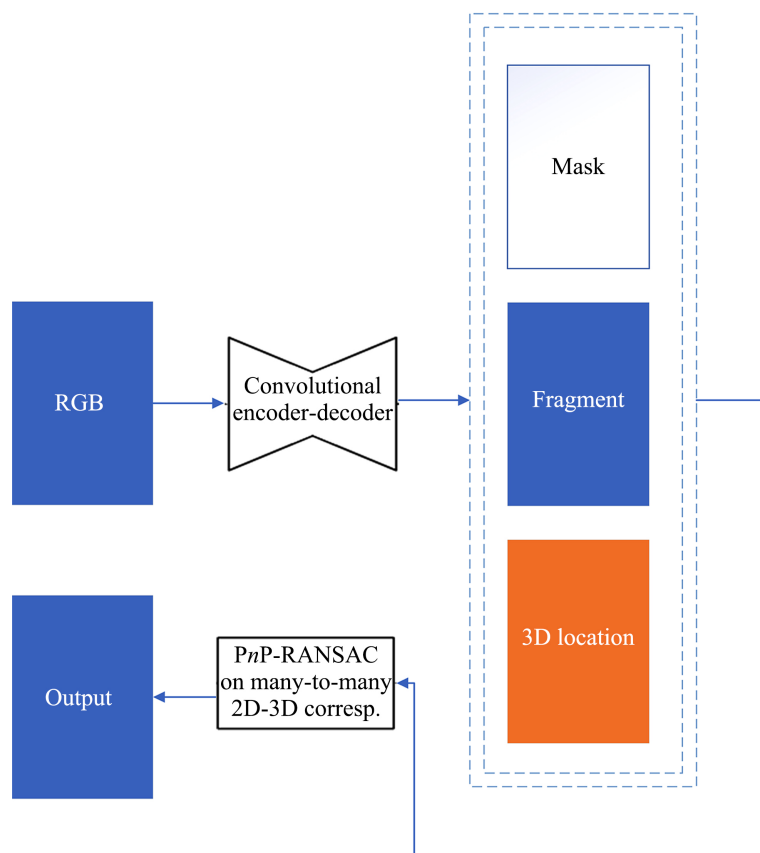 RGB
Convolutional
encoder-decoder
Mask
Fragment
3D location
PnP-RANSAC
on many-to-many
2D-3D corresp.
Output